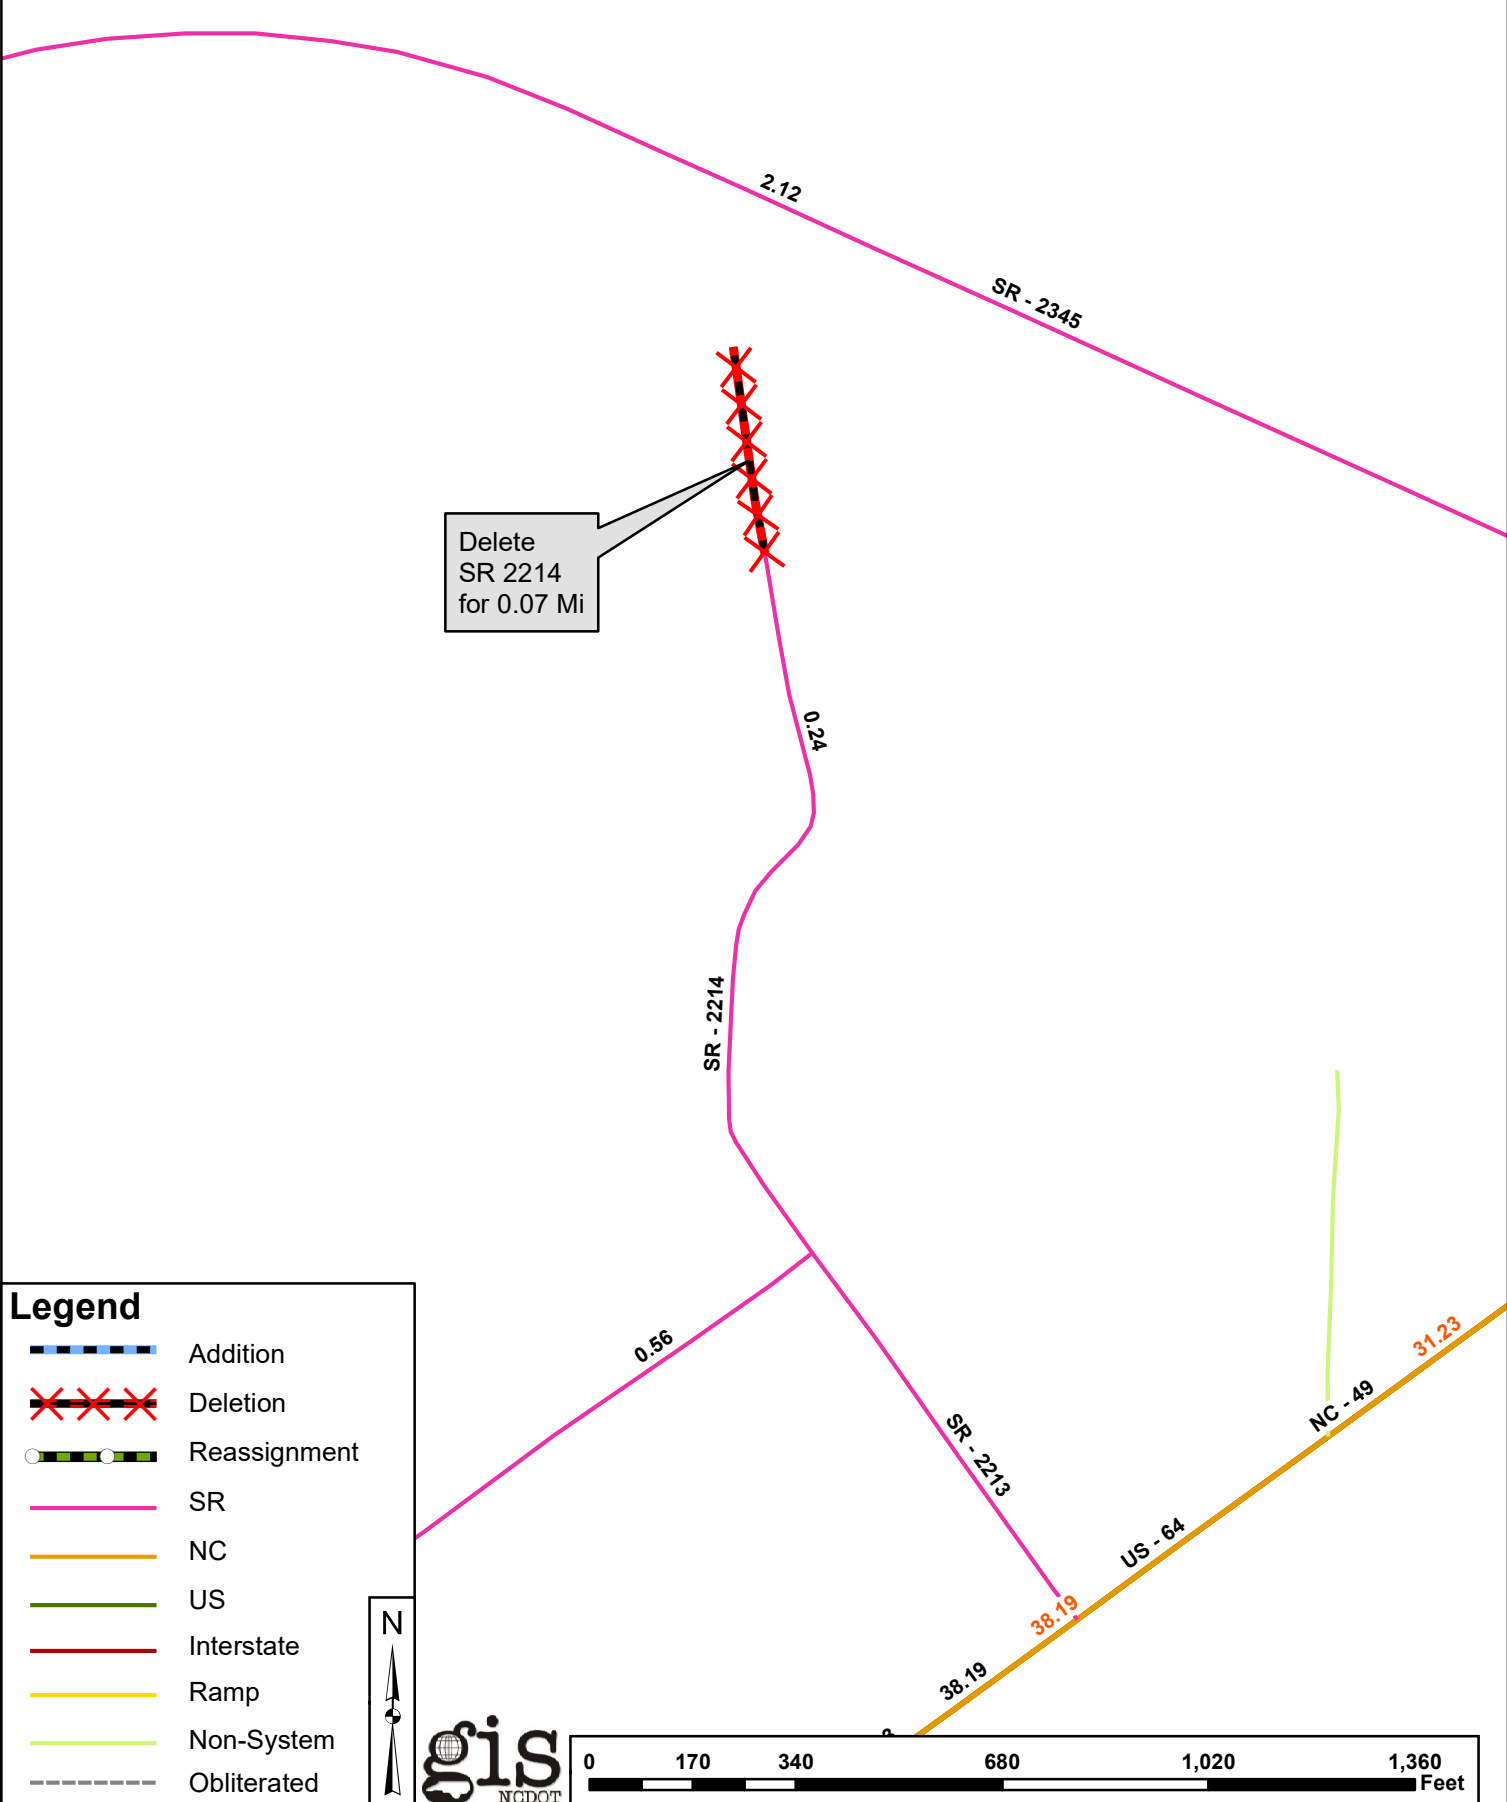 2.12
SR - 2345
Delete
SR 2214
for 0.07 Mi
0.24
SR - 2214
0.56
SR - 2213
31.23
NC - 49
US - 64
38.19
38.19
Legend
Addition
Deletion
Reassignment
SR
NC
US
Interstate
Ramp
Non-System
Obliterated
N
gis
NCDOT
0 170 340 680 1,020 1,360
Feet